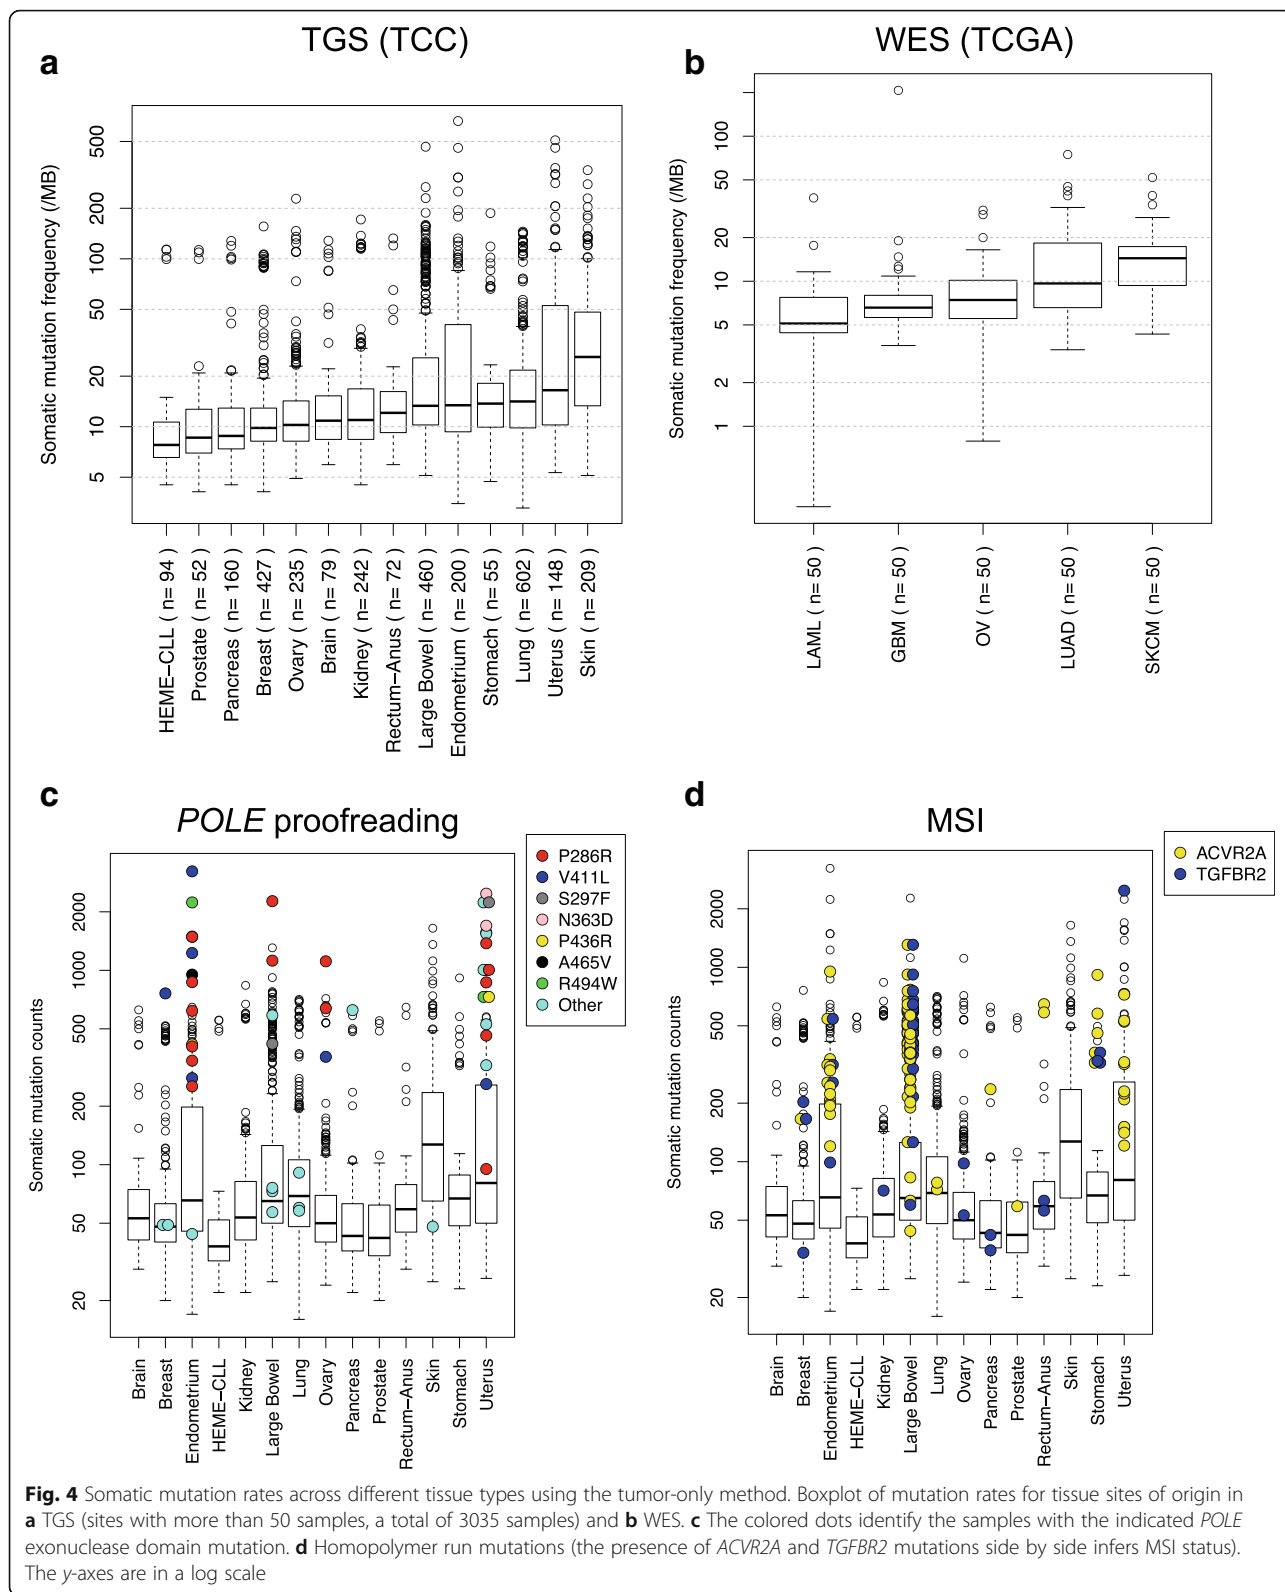 a
TGS (TCC)
Somatic mutation frequency (/MB)
500
200
100
50
20
10
5
HEME−CLL ( n= 94 )
Prostate ( n= 52 )
Pancreas ( n= 160 )
Breast ( n= 427 )
Ovary ( n= 235 )
Brain ( n= 79 )
Kidney ( n= 242 )
Rectum−Anus ( n= 72 )
Large Bowel ( n= 460 )
Endometrium ( n= 200 )
Stomach ( n= 55 )
Lung ( n= 602 )
Uterus ( n= 148 )
Skin ( n= 209 )
b
WES (TCGA)
Somatic mutation frequency (/MB)
100
50
20
10
5
2
1
LAML ( n= 50 )
GBM ( n= 50 )
OV ( n= 50 )
LUAD ( n= 50 )
SKCM ( n= 50 )
c
POLE proofreading
Somatic mutation counts
2000
1000
500
200
100
50
20
Brain
Breast
Endometrium
HEME−CLL
Kidney
Large Bowel
Lung
Ovary
Pancreas
Prostate
Rectum−Anus
Skin
Stomach
Uterus
P286R
V411L
S297F
N363D
P436R
A465V
R494W
Other
d
MSI
Somatic mutation counts
2000
1000
500
200
100
50
20
Brain
Breast
Endometrium
HEME−CLL
Kidney
Large Bowel
Lung
Ovary
Pancreas
Prostate
Rectum−Anus
Skin
Stomach
Uterus
ACVR2A
TGFBR2
Fig. 4 Somatic mutation rates across different tissue types using the tumor-only method. Boxplot of mutation rates for tissue sites of origin in
a TGS (sites with more than 50 samples, a total of 3035 samples) and b WES. c The colored dots identify the samples with the indicated POLE
exonuclease domain mutation. d Homopolymer run mutations (the presence of ACVR2A and TGFBR2 mutations side by side infers MSI status).
The y-axes are in a log scale